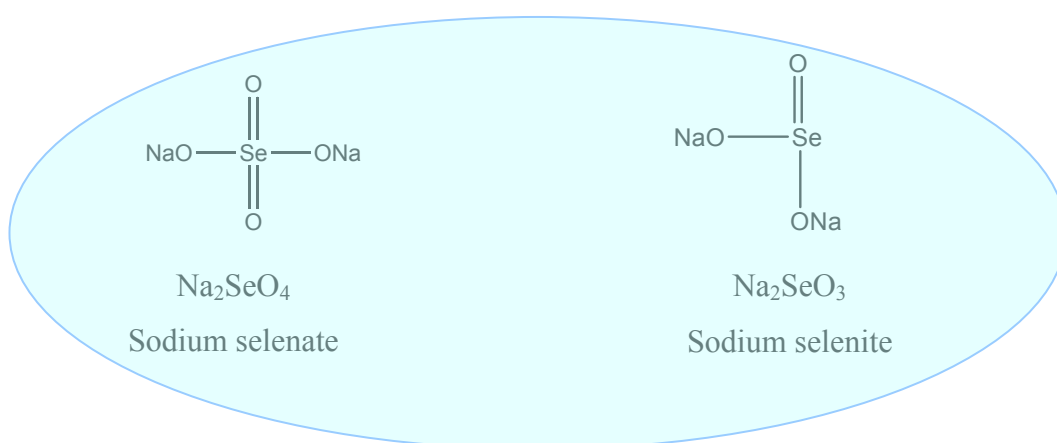 O
NaO Se ONa
O
Na₂SeO₄
Sodium selenate
O
NaO Se
ONa
Na₂SeO₃
Sodium selenite